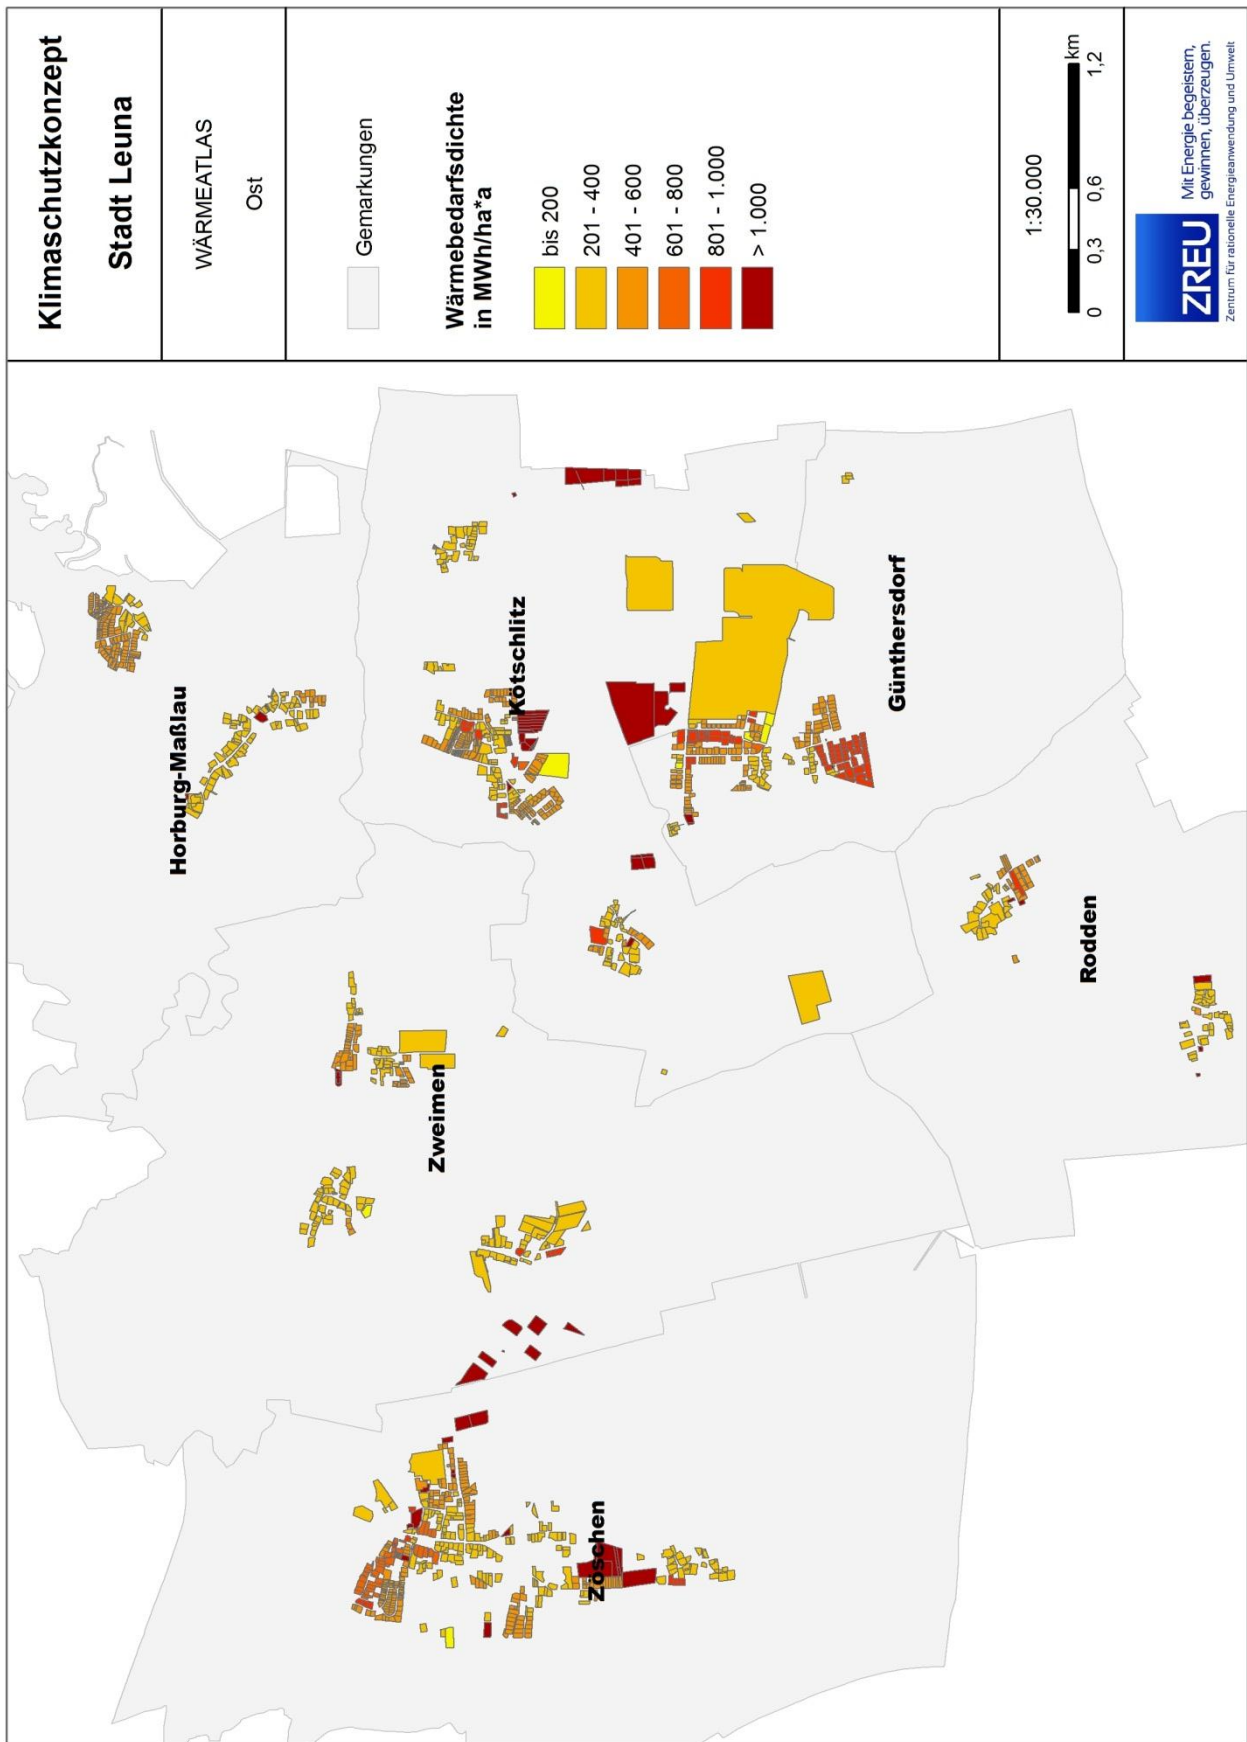 Klimaschutzkonzept
Stadt Leuna
WÄRMEATLAS
Ost
Gemarkungen
Wärmebedarfsdichte
in MWh/ha*a
bis 200
201 - 400
401 - 600
601 - 800
801 - 1.000
> 1.000
1:30.000
km
0
0,3
0,6
1,2
ZREU
Mit Energie begeistern,
gewinnen, überzeugen.
Zentrum für rationelle Energieanwendung und Umwelt
Horburg-Maßlau
Kötschlitz
Günthersdorf
Zweimen
Rodden
Zöschen